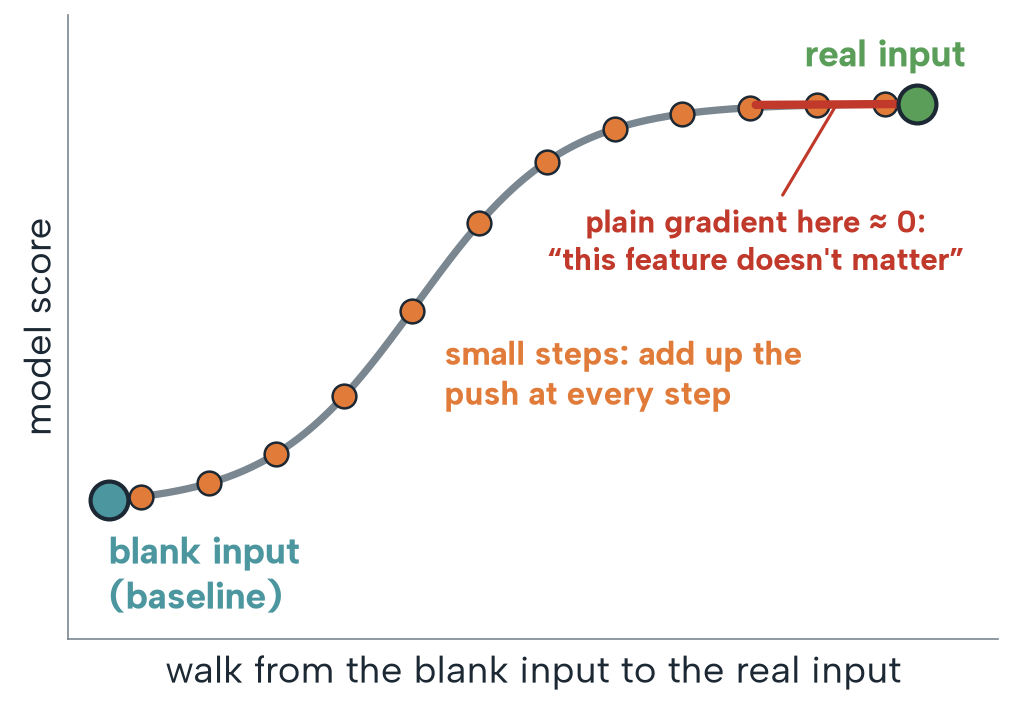 real input
plain gradient here ≈ 0:
“this feature doesn't matter”
small steps: add up the
push at every step
blank input
(baseline)
model score
walk from the blank input to the real input